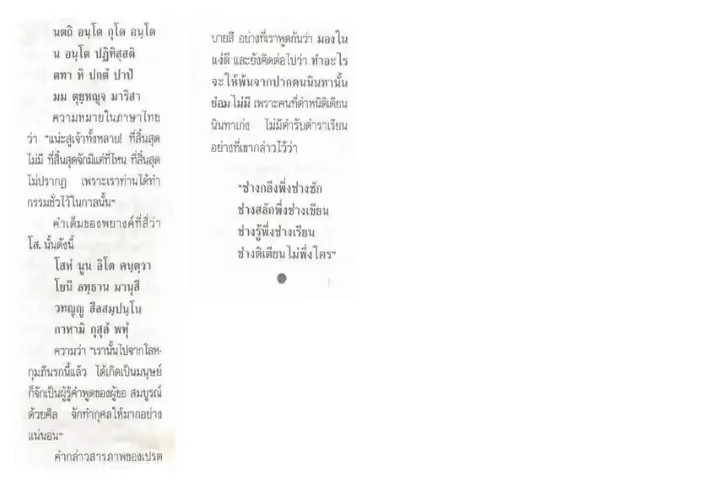 นตถิ อนฺโต กุโต อนฺโต
น อนฺโต ปฏิทิสฺสติ
ตทา หิ ปกตํ ปาปํ
มม ตุยฺหญฺจ มาริสา
ความหมายในภาษาไทย
ว่า "แน่ะสูเจ้าทั้งหลาย! ที่สิ้นสุด
ไม่มี ที่สิ้นสุดจักมีแต่ที่ไหน ที่สิ้นสุด
ไม่ปรากฏ เพราะเราท่านได้ทำ
กรรมชั่วไว้ในกาลนั้น"
คำเต็มของพยางค์ที่สี่ว่า
โส. นั้นดังนี้
โสหํ นูน อิโต คนฺตฺวา
โยนึ ลทฺธาน มานุสึ
วทญฺญู สีลสมฺปนฺโน
กาหามิ กุสุลํ พหุํ
ความว่า "เรานั้นไปจากโลห-
กุมภีนรกนี้แล้ว ได้เกิดเป็นมนุษย์
ก็จักเป็นผู้รู้คำพูดของผู้ขอ สมบูรณ์
ด้วยศีล จักทำกุศลให้มากอย่าง
แน่นอน"
คำกล่าวสารภาพของเปรต
บายสี อย่างที่เราพูดกันว่า มองใน
แง่ดี และยังคิดต่อไปว่า ทำอะไร
จะให้พ้นจากปากคนนินทานั้น
ย่อมไม่มี เพราะคนที่ตำหนิติเตียน
นินทาเก่ง ไม่มีตำรับตำราเรียน
อย่างที่เขากล่าวไว้ว่า
"ช่างกลึงพึ่งช่างชัก
ช่างสลักพึ่งช่างเขียน
ช่างรู้พึ่งช่างเรียน
ช่างติเตียนไม่พึ่งใคร"